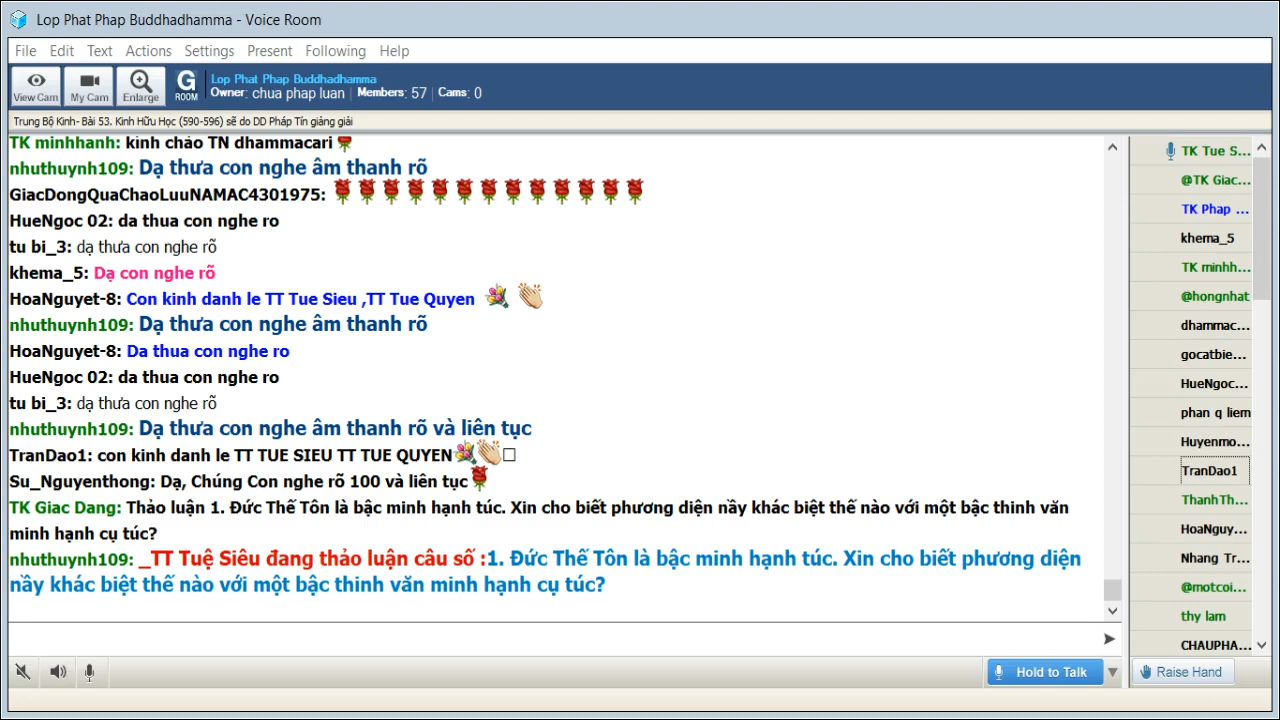 Lop Phat Phap Buddhadhamma - Voice Room
File Edit Text Actions Settings Present Following Help
View Cam My Cam Enlarge G ROOM
Lop Phat Phap Buddhadhamma
Owner: chua phap luan Members: 57 Cams: 0
Trung Bộ Kinh- Bài 53. Kinh Hữu Học (590-596) sẽ do DD Pháp Tín giảng giải
TK minhhanh: kinh chào TN dhammacari
nhuthuynh109: Dạ thưa con nghe âm thanh rõ
GiacDongQuaChaoLuuNAMAC4301975:
HueNgoc 02: da thua con nghe ro
tu bi_3: dạ thưa con nghe rõ
khema_5: Dạ con nghe rõ
HoaNguyet-8: Con kinh danh le TT Tue Sieu ,TT Tue Quyen
nhuthuynh109: Dạ thưa con nghe âm thanh rõ
HoaNguyet-8: Da thua con nghe ro
HueNgoc 02: da thua con nghe ro
tu bi_3: dạ thưa con nghe rõ
nhuthuynh109: Dạ thưa con nghe âm thanh rõ và liên tục
TranDao1: con kinh danh le TT TUE SIEU TT TUE QUYEN
Su_Nguyenthong: Dạ, Chúng Con nghe rõ 100 và liên tục
TK Giac Dang: Thảo luận 1. Đức Thế Tôn là bậc minh hạnh túc. Xin cho biết phương diện nầy khác biệt thế nào với một bậc thinh văn
minh hạnh cụ túc?
nhuthuynh109: _TT Tuệ Siêu đang thảo luận câu số :1. Đức Thế Tôn là bậc minh hạnh túc. Xin cho biết phương diện
nầy khác biệt thế nào với một bậc thinh văn minh hạnh cụ túc?
TK Tue S...
@TK Giac...
TK Phap ...
khema_5
TK minhh...
@hongnhat
dhammac...
gocatbie...
HueNgoc...
phan q liem
Huyenmo...
TranDao1
ThanhTh...
HoaNguy...
Nhang Tr...
@motcoi...
thy lam
CHAUPHA...
Hold to Talk
Raise Hand